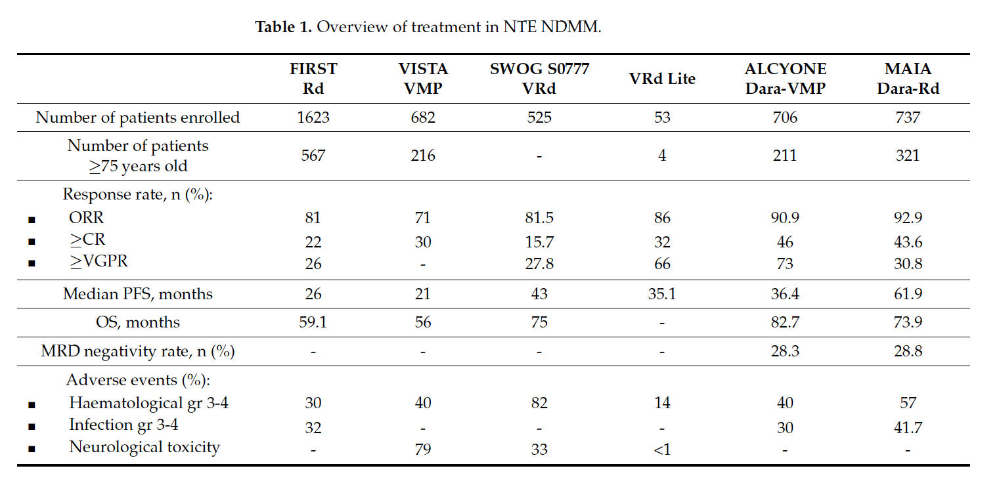 Table 1. Overview of treatment in NTE NDMM.
FIRST Rd VISTA VMP SWOG S0777 VRd VRd Lite ALCYONE Dara-VMP MAIA Dara-Rd
Number of patients enrolled 1623 682 525 53 706 737
Number of patients
≥75 years old 567 216 - 4 211 321
Response rate, n (%):
■ ORR 81 71 81.5 86 90.9 92.9
■ ≥CR 22 30 15.7 32 46 43.6
■ ≥VGPR 26 - 27.8 66 73 30.8
Median PFS, months 26 21 43 35.1 36.4 61.9
OS, months 59.1 56 75 - 82.7 73.9
MRD negativity rate, n (%) - - - - 28.3 28.8
Adverse events (%):
■ Haematological gr 3-4 30 40 82 14 40 57
■ Infection gr 3-4 32 - - - 30 41.7
■ Neurological toxicity - 79 33 <1 - -